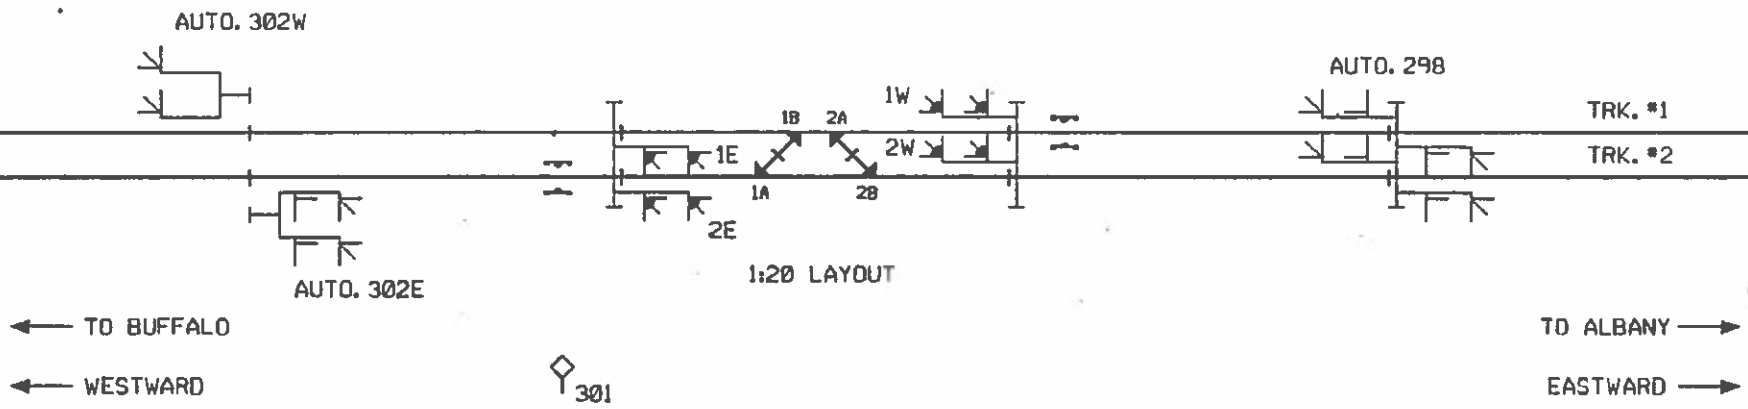 AUTO. 302W
AUTO. 298
1W
1B 2A
TRK. #1
1E
2W
TRK. #2
1A
2B
2E
1:20 LAYOUT
AUTO. 302E
TO BUFFALO
TO ALBANY
WESTWARD
301
EASTWARD